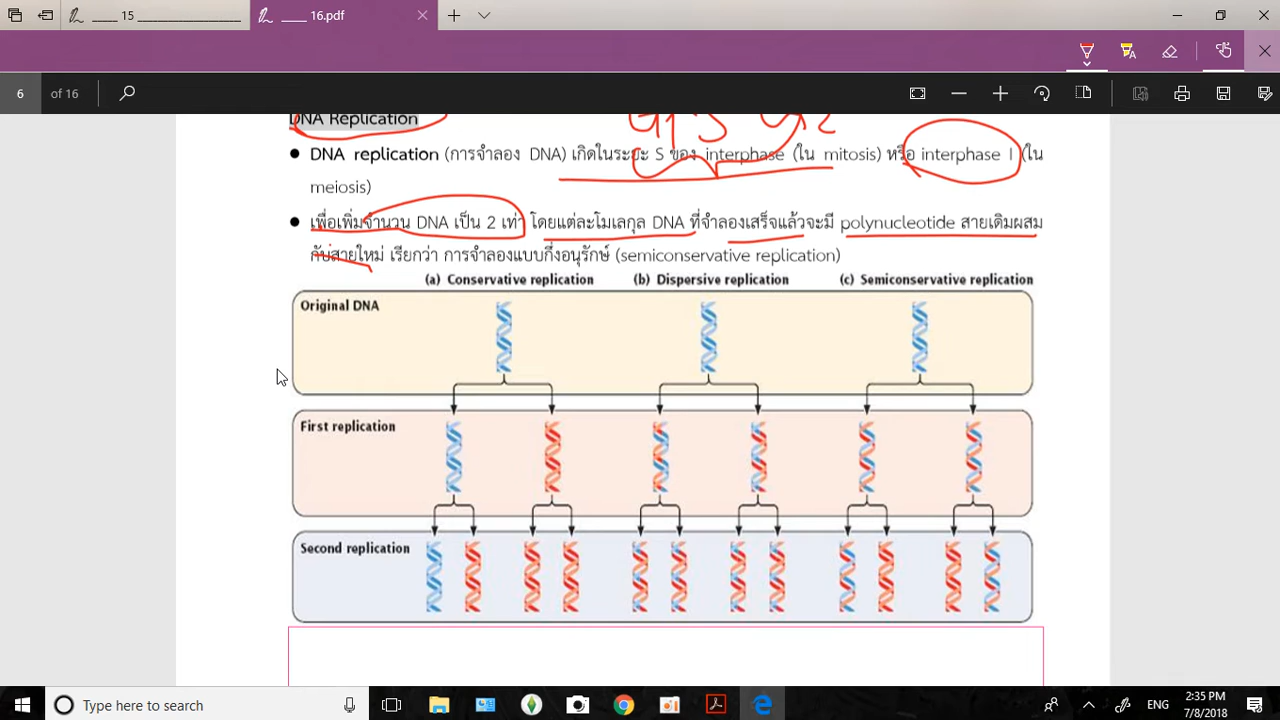 ____ 15 ____________________
____ 16.pdf
6 of 16
DNA Replication
G1 S G2
• DNA replication (การจำลอง DNA) เกิดในระยะ S ของ interphase (ใน mitosis) หรือ interphase I (ใน
meiosis)
• เพื่อเพิ่มจำนวน DNA เป็น 2 เท่า โดยแต่ละโมเลกุล DNA ที่จำลองเสร็จแล้วจะมี polynucleotide สายเดิมผสม
กับสายใหม่ เรียกว่า การจำลองแบบกึ่งอนุรักษ์ (semiconservative replication)
(a) Conservative replication (b) Dispersive replication (c) Semiconservative replication
Original DNA
First replication
Second replication
Type here to search
ENG
2:35 PM
7/8/2018